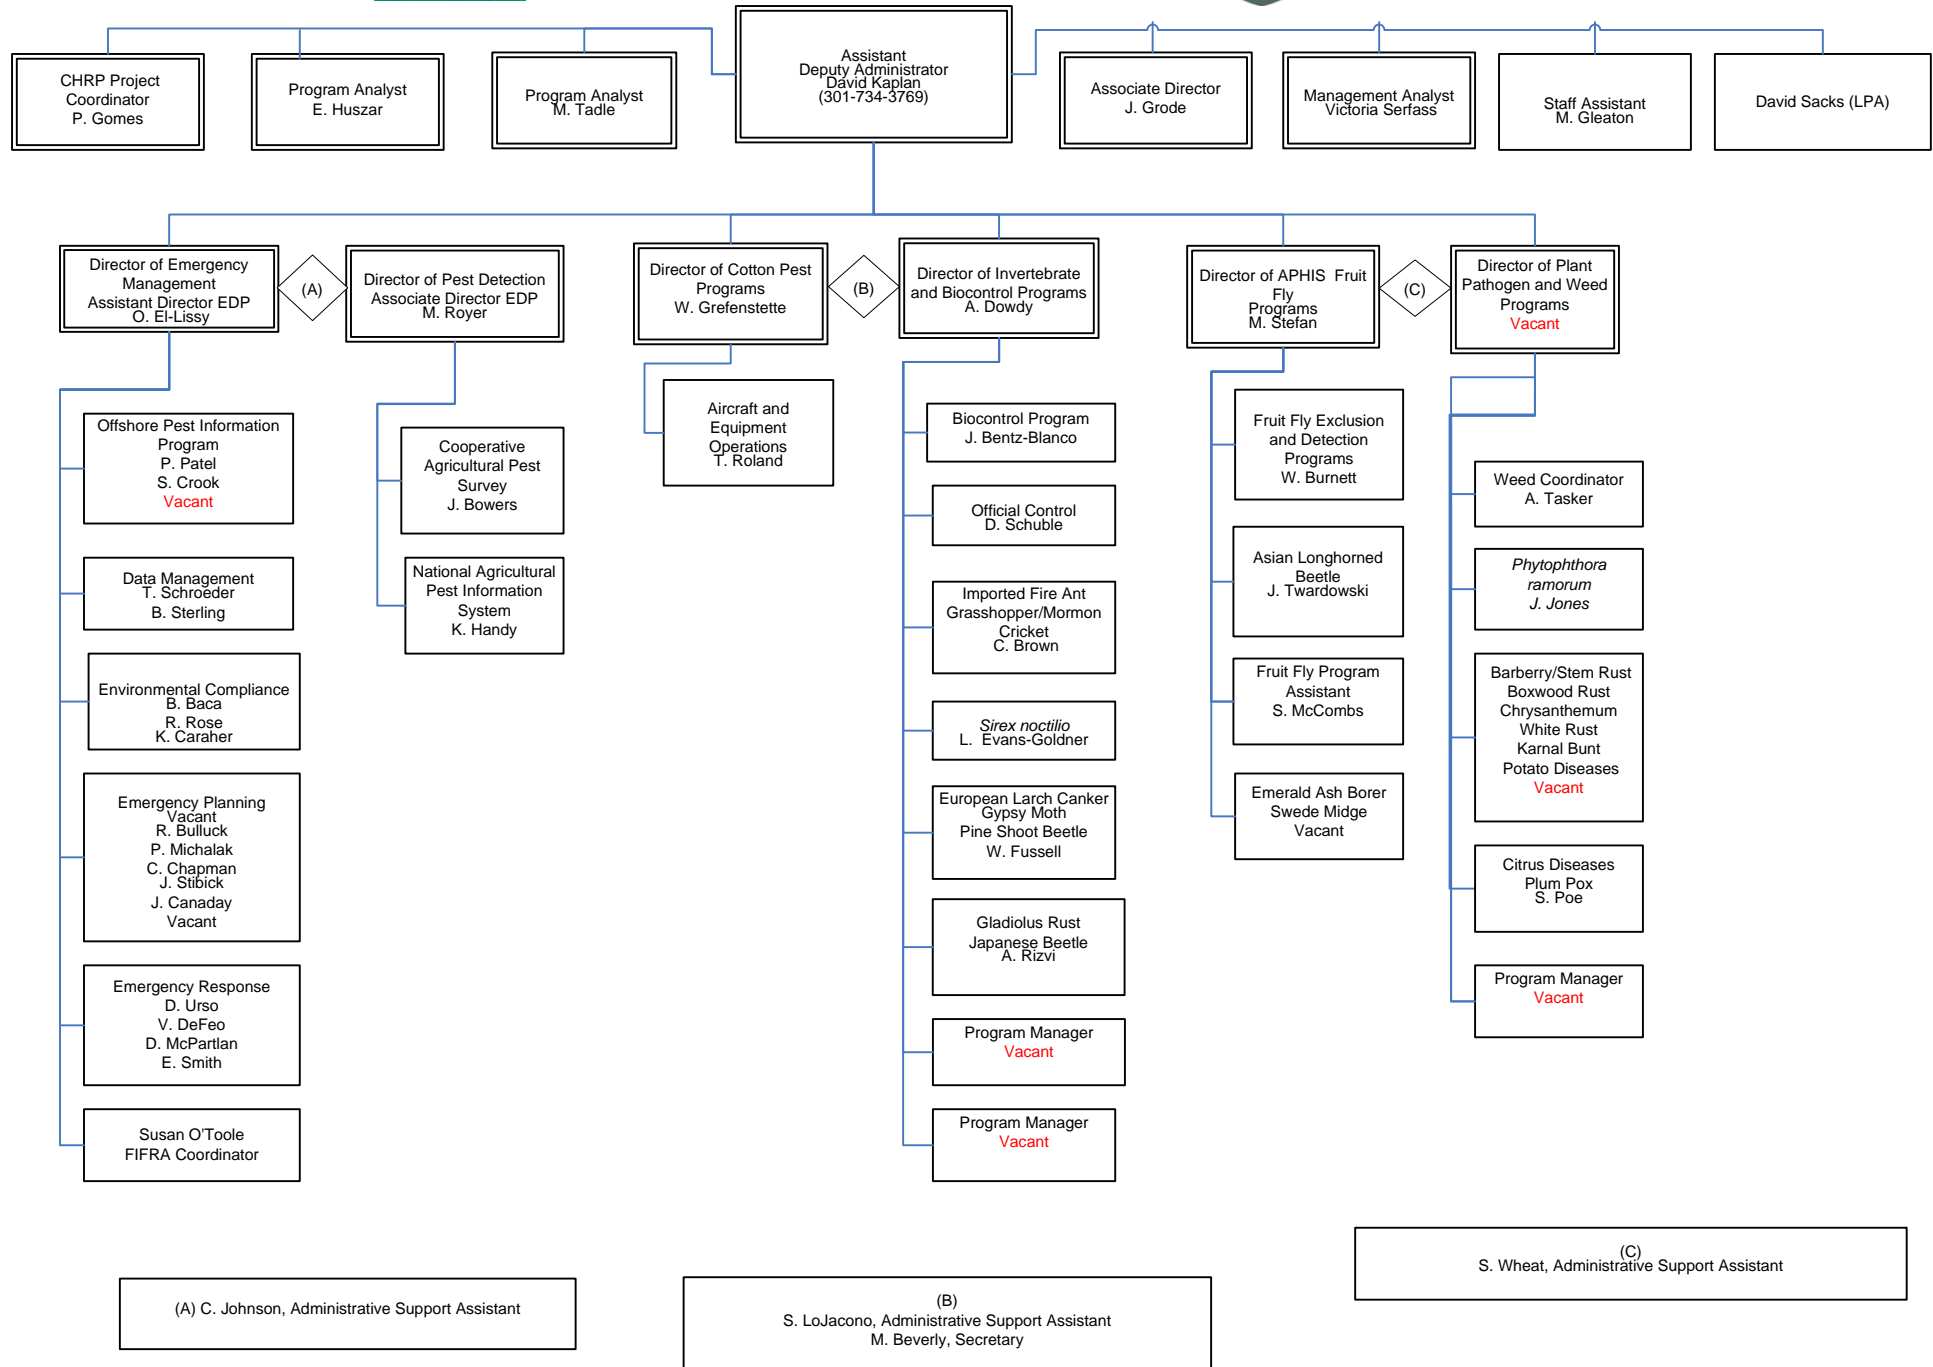 CHRP Project
Coordinator
P. Gomes
Program Analyst
E. Huszar
Program Analyst
M. Tadle
Assistant
Deputy Administrator
David Kaplan
(301-734-3769)
Associate Director
J. Grode
Management Analyst
Victoria Serfass
Staff Assistant
M. Gleaton
David Sacks (LPA)
Director of Emergency
Management
Assistant Director EDP
O. El-Lissy
(A)
Director of Pest Detection
Associate Director EDP
M. Royer
Director of Cotton Pest
Programs
W. Grefenstette
(B)
Director of Invertebrate
and Biocontrol Programs
A. Dowdy
Director of APHIS Fruit
Fly
Programs
M. Stefan
(C)
Director of Plant
Pathogen and Weed
Programs
Vacant
Offshore Pest Information
Program
P. Patel
S. Crook
Vacant
Data Management
T. Schroeder
B. Sterling
Environmental Compliance
B. Baca
R. Rose
K. Caraher
Emergency Planning
Vacant
R. Bulluck
P. Michalak
C. Chapman
J. Stibick
J. Canaday
Vacant
Emergency Response
D. Urso
V. DeFeo
D. McPartlan
E. Smith
Susan O'Toole
FIFRA Coordinator
Cooperative
Agricultural Pest
Survey
J. Bowers
National Agricultural
Pest Information
System
K. Handy
Aircraft and
Equipment
Operations
T. Roland
Biocontrol Program
J. Bentz-Blanco
Official Control
D. Schuble
Imported Fire Ant
Grasshopper/Mormon
Cricket
C. Brown
Sirex noctilio
L. Evans-Goldner
European Larch Canker
Gypsy Moth
Pine Shoot Beetle
W. Fussell
Gladiolus Rust
Japanese Beetle
A. Rizvi
Program Manager
Vacant
Program Manager
Vacant
Fruit Fly Exclusion
and Detection
Programs
W. Burnett
Asian Longhorned
Beetle
J. Twardowski
Fruit Fly Program
Assistant
S. McCombs
Emerald Ash Borer
Swede Midge
Vacant
Weed Coordinator
A. Tasker
Phytophthora
ramorum
J. Jones
Barberry/Stem Rust
Boxwood Rust
Chrysanthemum
White Rust
Karnal Bunt
Potato Diseases
Vacant
Citrus Diseases
Plum Pox
S. Poe
Program Manager
Vacant
(A) C. Johnson, Administrative Support Assistant
(B)
S. LoJacono, Administrative Support Assistant
M. Beverly, Secretary
(C)
S. Wheat, Administrative Support Assistant